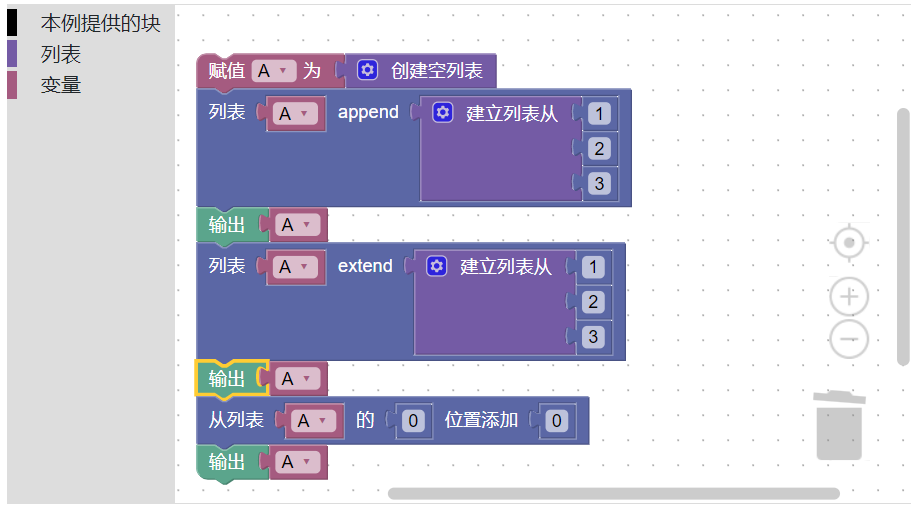 本例提供的块
列表
变量
赋值 A 为 创建空列表
列表 A append 建立列表从 1
2
3
输出 A
列表 A extend 建立列表从 1
2
3
输出 A
从列表 A 的 0 位置添加 0
输出 A